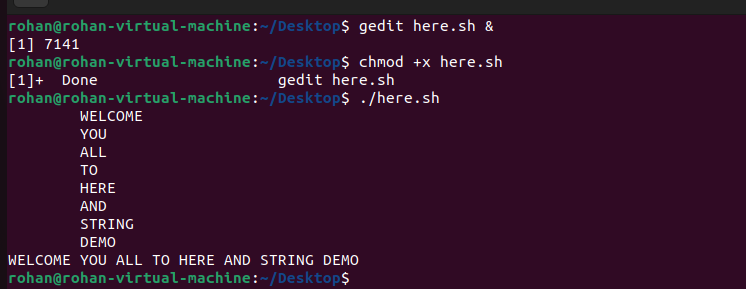 rohan@rohan-virtual-machine:~/Desktop$ gedit here.sh &
[1] 7141
rohan@rohan-virtual-machine:~/Desktop$ chmod +x here.sh
[1]+  Done                    gedit here.sh
rohan@rohan-virtual-machine:~/Desktop$ ./here.sh
        WELCOME
        YOU
        ALL
        TO
        HERE
        AND
        STRING
        DEMO
WELCOME YOU ALL TO HERE AND STRING DEMO
rohan@rohan-virtual-machine:~/Desktop$